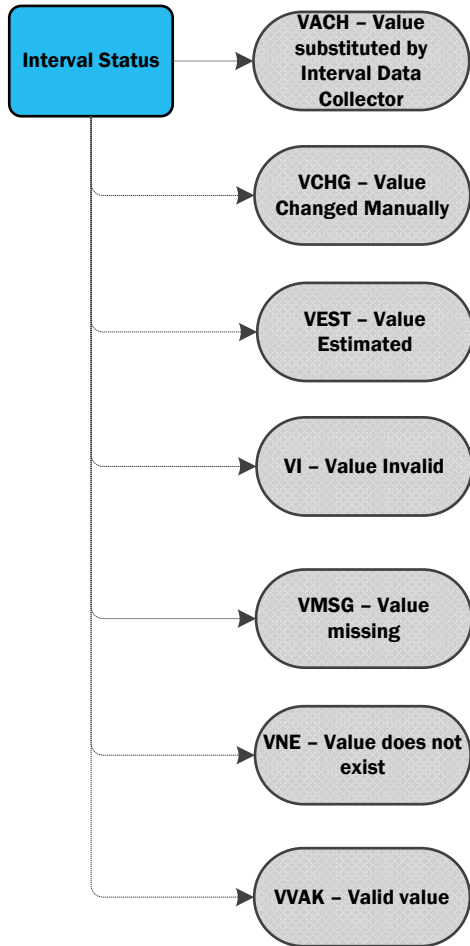 Interval Status
VACH – Value
substituted by
Interval Data
Collector
VCHG – Value
Changed Manually
VEST – Value
Estimated
VI – Value Invalid
VMSG – Value
missing
VNE – Value does not
exist
VVAK – Valid value